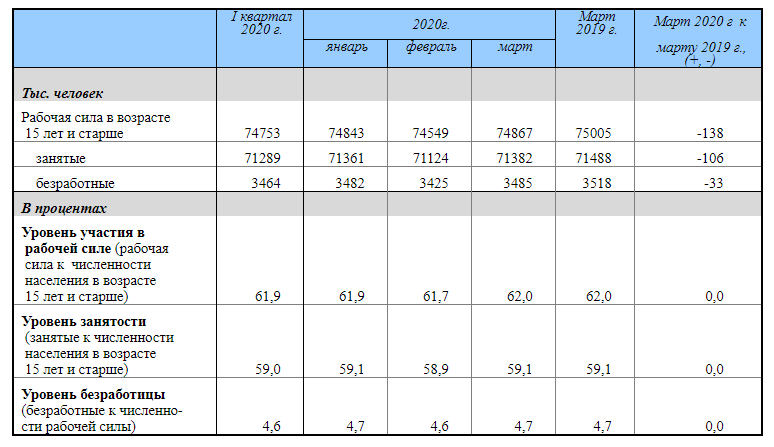 I квартал 2020 г. 2020г. Март 2019 г. Март 2020 г к марту 2019 г., (+, -)
январь февраль март
Тыс. человек
Рабочая сила в возрасте
15 лет и старше 74753 74843 74549 74867 75005 -138
занятые 71289 71361 71124 71382 71488 -106
безработные 3464 3482 3425 3485 3518 -33
В процентах
Уровень участия в
рабочей силе (рабочая
сила к численности
населения в возрасте
15 лет и старше) 61,9 61,9 61,7 62,0 62,0 0,0
Уровень занятости
(занятые к численности
населения в возрасте
15 лет и старше) 59,0 59,1 58,9 59,1 59,1 0,0
Уровень безработицы
(безработные к численно-
сти рабочей силы) 4,6 4,7 4,6 4,7 4,7 0,0